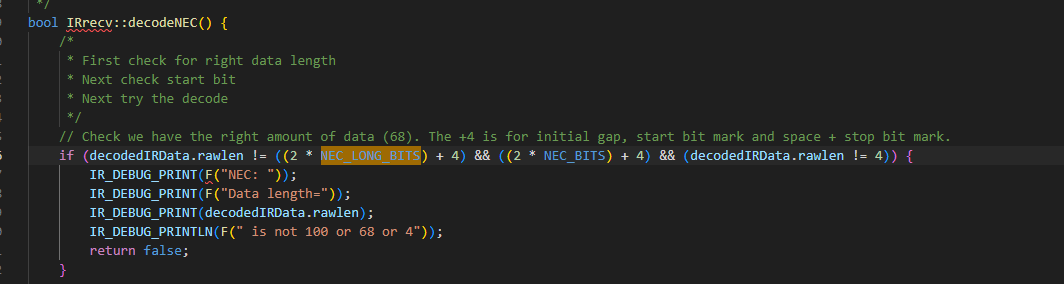 */
bool IRrecv::decodeNEC() {
/*
* First check for right data length
* Next check start bit
* Next try the decode
*/
// Check we have the right amount of data (68). The +4 is for initial gap, start bit mark and space + stop bit mark.
if (decodedIRData.rawlen != ((2 * NEC_LONG_BITS) + 4) && ((2 * NEC_BITS) + 4) && (decodedIRData.rawlen != 4)) {
IR_DEBUG_PRINT(F("NEC: "));
IR_DEBUG_PRINT(F("Data length="));
IR_DEBUG_PRINT(decodedIRData.rawlen);
IR_DEBUG_PRINTLN(F(" is not 100 or 68 or 4"));
return false;
}